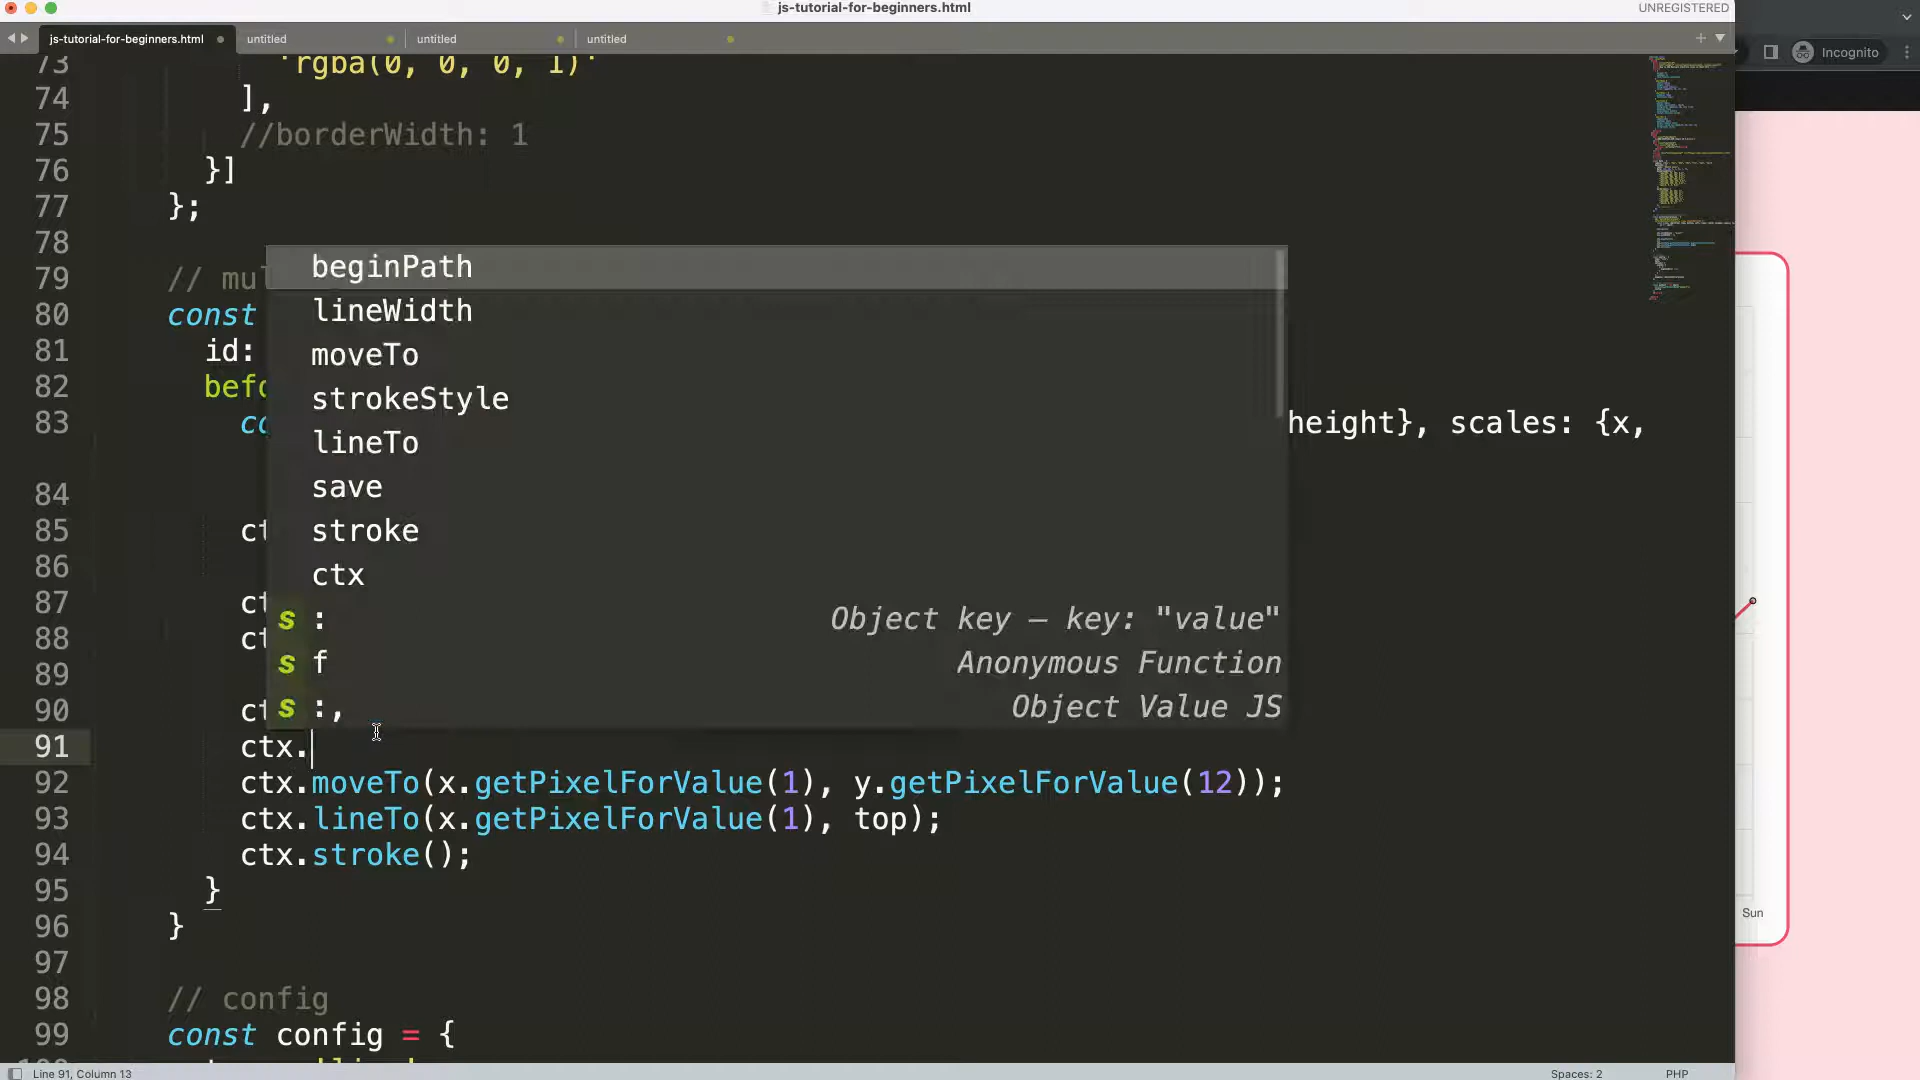 js-tutorial-for-beginners.html
UNREGISTERED
js-tutorial-for-beginners.html
untitled
untitled
untitled
Incognito
73 'rgba(0, 0, 0, 1)'
74 ],
75 //borderWidth: 1
76 }]
77 };
78
79 // mul
80 const
81 id:
82 befo
83 co height}, scales: {x,
84
85 ct
86
87 ct
88 ct
89
90 ct
beginPath
lineWidth
moveTo
strokeStyle
lineTo
save
stroke
ctx
s : Object key – key: "value"
s f Anonymous Function
s :, Object Value JS
91 ctx.
92 ctx.moveTo(x.getPixelForValue(1), y.getPixelForValue(12));
93 ctx.lineTo(x.getPixelForValue(1), top);
94 ctx.stroke();
95 }
96 }
97
98 // config
99 const config = {
Sun
Line 91, Column 13
Spaces: 2
PHP